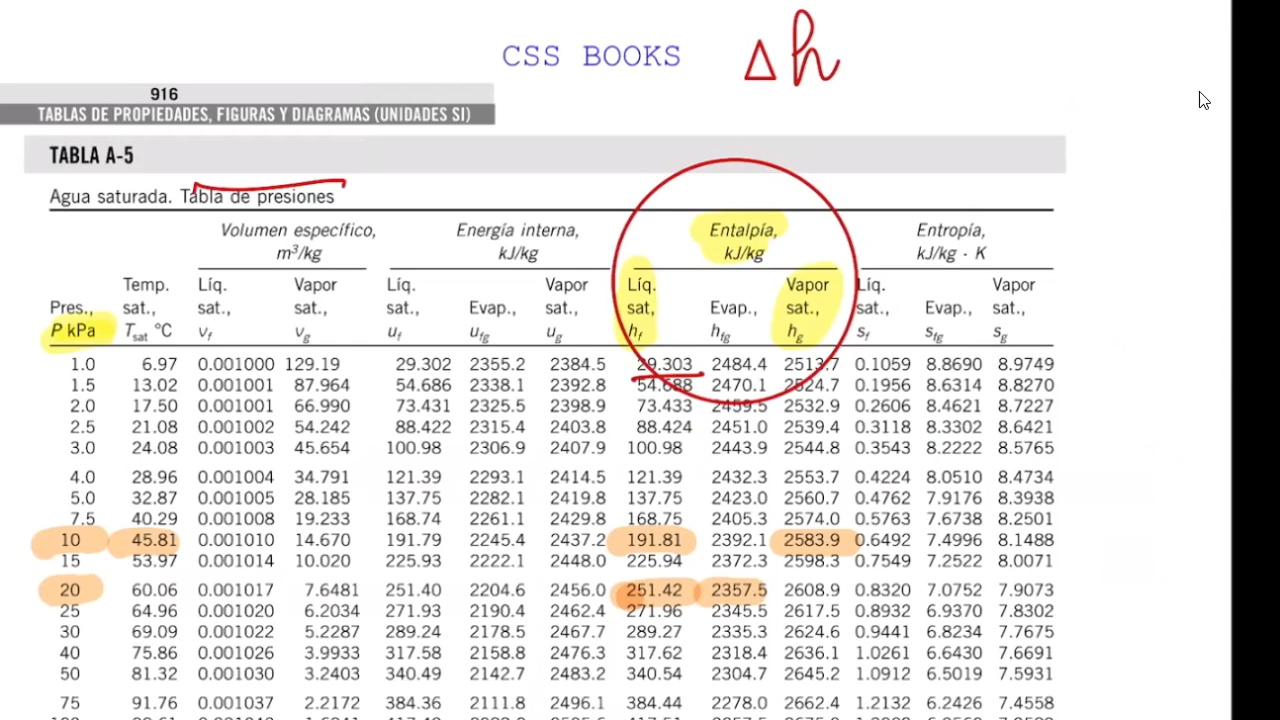 CSS BOOKS Δh
916
TABLAS DE PROPIEDADES, FIGURAS Y DIAGRAMAS (UNIDADES SI)
TABLA A-5
Agua saturada. Tabla de presiones
Volumen específico, Energía interna, Entalpía, Entropía,
m³/kg kJ/kg kJ/kg kJ/kg · K
Temp. Líq. Vapor Líq. Vapor Líq. Vapor Líq. Vapor
Pres., sat., sat., sat., sat., Evap., sat., sat, Evap., sat., sat., Evap., sat.,
P kPa Tsat °C vf vg uf ufg ug hf hfg hg sf sfg sg
1.0 6.97 0.001000 129.19 29.302 2355.2 2384.5 29.303 2484.4 2513.7 0.1059 8.8690 8.9749
1.5 13.02 0.001001 87.964 54.686 2338.1 2392.8 54.688 2470.1 2524.7 0.1956 8.6314 8.8270
2.0 17.50 0.001001 66.990 73.431 2325.5 2398.9 73.433 2459.5 2532.9 0.2606 8.4621 8.7227
2.5 21.08 0.001002 54.242 88.422 2315.4 2403.8 88.424 2451.0 2539.4 0.3118 8.3302 8.6421
3.0 24.08 0.001003 45.654 100.98 2306.9 2407.9 100.98 2443.9 2544.8 0.3543 8.2222 8.5765
4.0 28.96 0.001004 34.791 121.39 2293.1 2414.5 121.39 2432.3 2553.7 0.4224 8.0510 8.4734
5.0 32.87 0.001005 28.185 137.75 2282.1 2419.8 137.75 2423.0 2560.7 0.4762 7.9176 8.3938
7.5 40.29 0.001008 19.233 168.74 2261.1 2429.8 168.75 2405.3 2574.0 0.5763 7.6738 8.2501
10 45.81 0.001010 14.670 191.79 2245.4 2437.2 191.81 2392.1 2583.9 0.6492 7.4996 8.1488
15 53.97 0.001014 10.020 225.93 2222.1 2448.0 225.94 2372.3 2598.3 0.7549 7.2522 8.0071
20 60.06 0.001017 7.6481 251.40 2204.6 2456.0 251.42 2357.5 2608.9 0.8320 7.0752 7.9073
25 64.96 0.001020 6.2034 271.93 2190.4 2462.4 271.96 2345.5 2617.5 0.8932 6.9370 7.8302
30 69.09 0.001022 5.2287 289.24 2178.5 2467.7 289.27 2335.3 2624.6 0.9441 6.8234 7.7675
40 75.86 0.001026 3.9933 317.58 2158.8 2476.3 317.62 2318.4 2636.1 1.0261 6.6430 7.6691
50 81.32 0.001030 3.2403 340.49 2142.7 2483.2 340.54 2304.7 2645.2 1.0912 6.5019 7.5931
75 91.76 0.001037 2.2172 384.36 2111.8 2496.1 384.44 2278.0 2662.4 1.2132 6.2426 7.4558